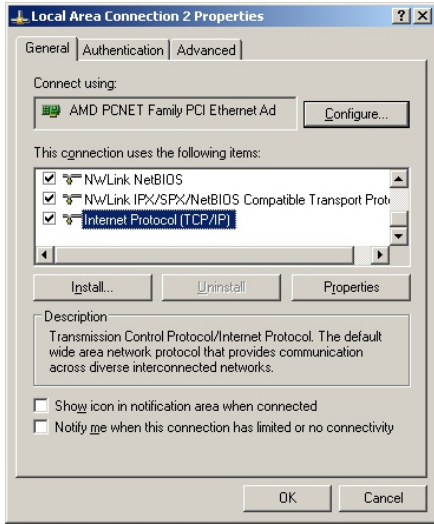 Local Area Connection 2 Properties
General Authentication Advanced
Connect using:
AMD PCNET Family PCI Ethernet Ad Configure...
This connection uses the following items:
NWLink NetBIOS
NWLink IPX/SPX/NetBIOS Compatible Transport Prot
Internet Protocol (TCP/IP)
Install... Uninstall Properties
Description
Transmission Control Protocol/Internet Protocol. The default
wide area network protocol that provides communication
across diverse interconnected networks.
Show icon in notification area when connected
Notify me when this connection has limited or no connectivity
OK Cancel